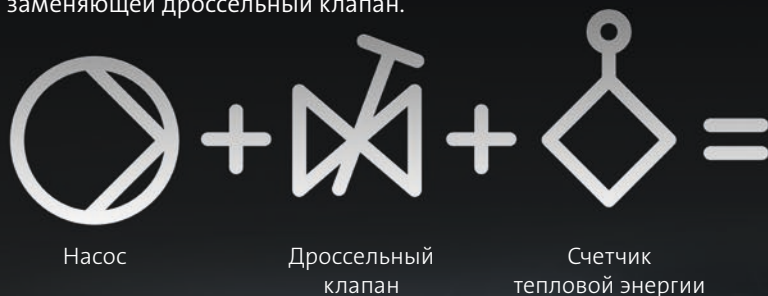 заменяющей дроссельный клапан.
+ + =
Насос
Дроссельный
клапан
Счетчик
тепловой энергии